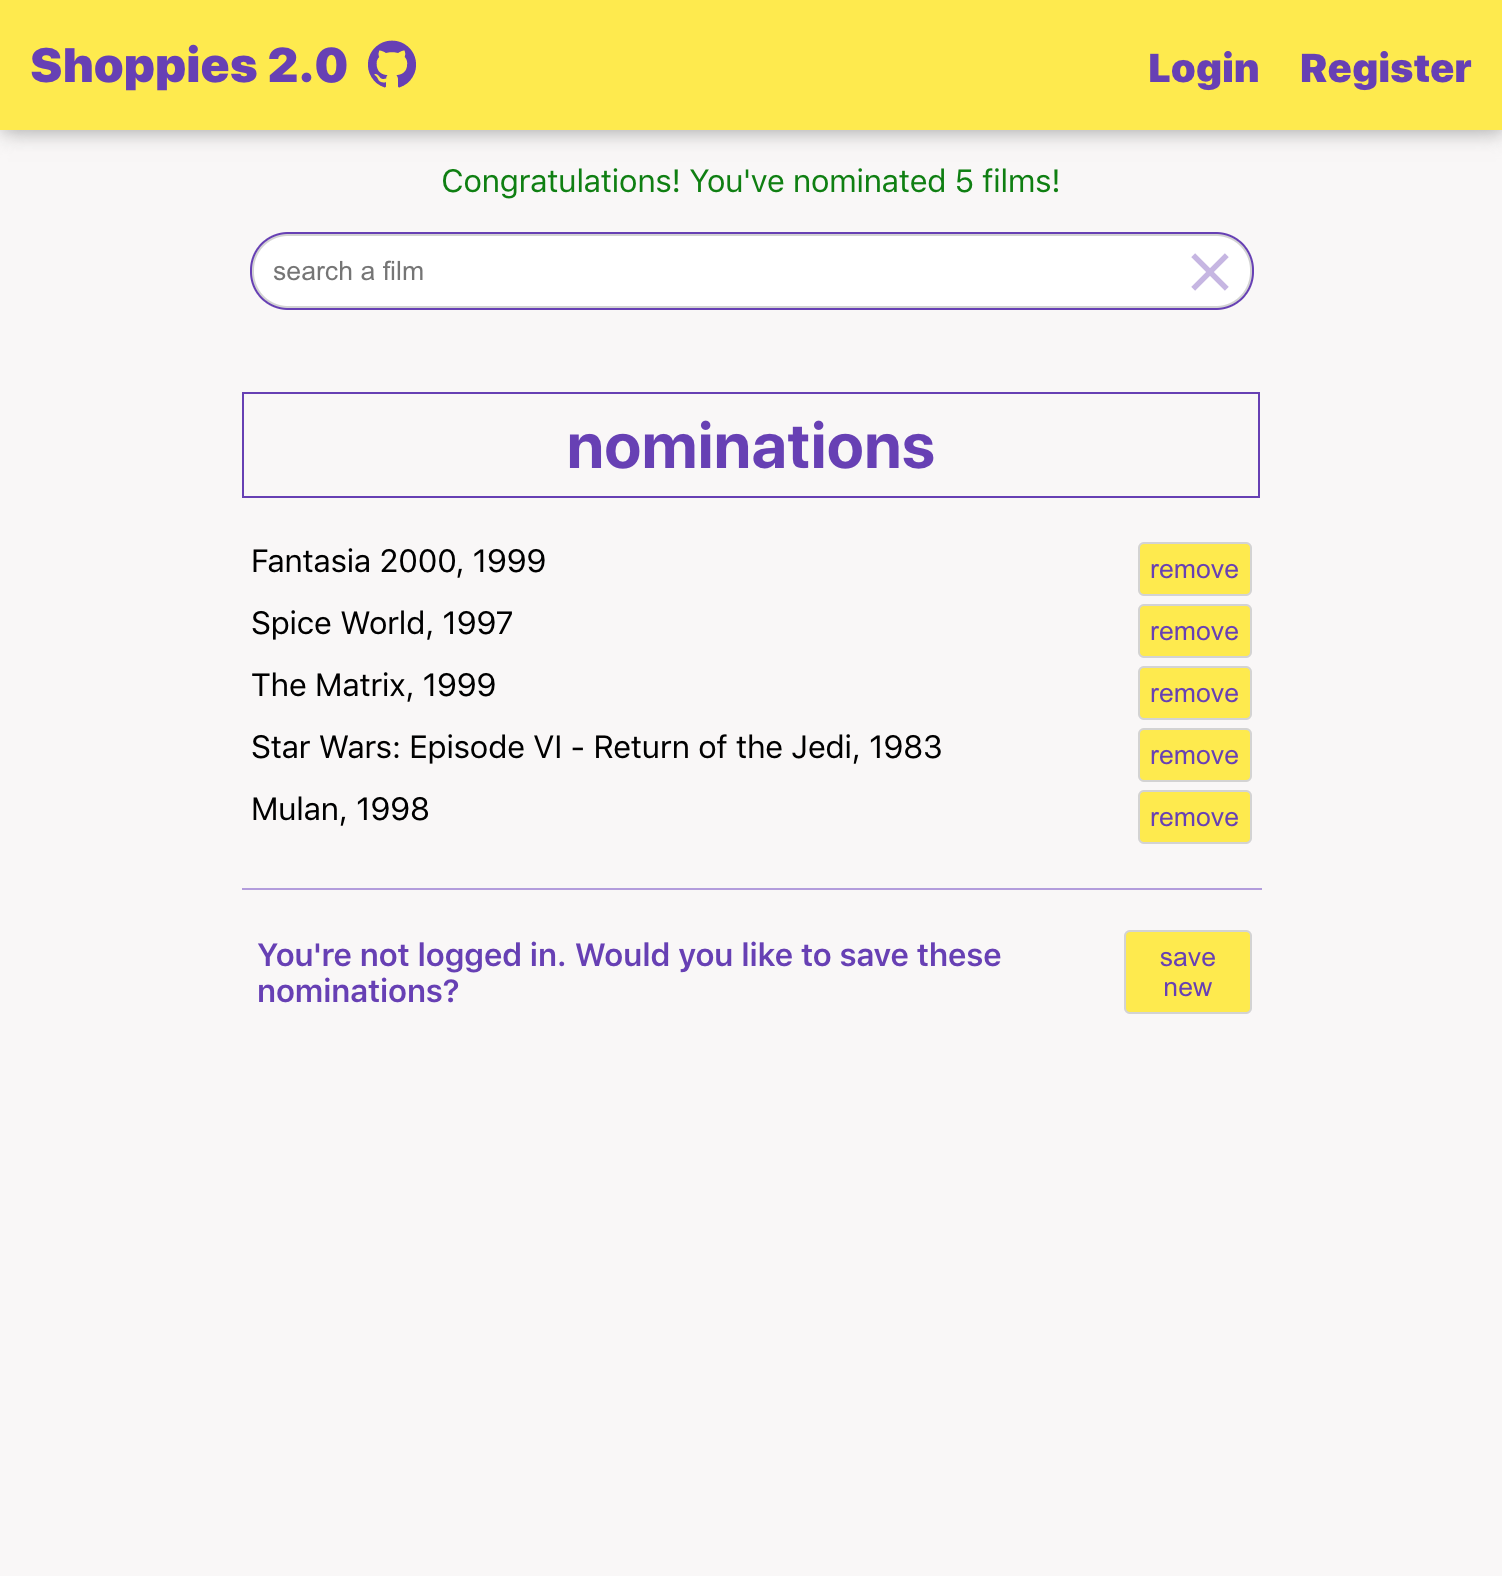 Shoppies 2.0
Login Register
Congratulations! You've nominated 5 films!
search a film
nominations
Fantasia 2000, 1999 remove
Spice World, 1997 remove
The Matrix, 1999 remove
Star Wars: Episode VI - Return of the Jedi, 1983 remove
Mulan, 1998 remove
You're not logged in. Would you like to save these
nominations?
save
new